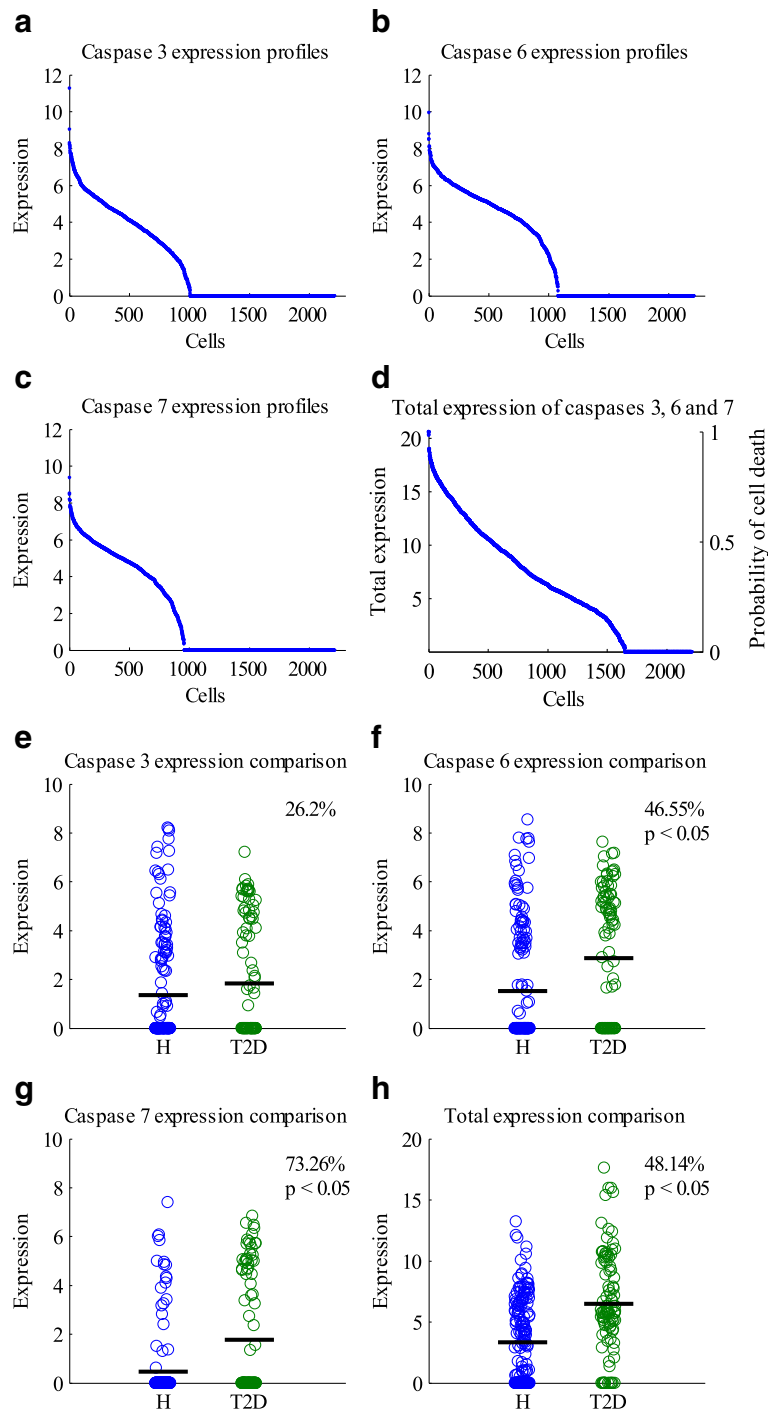 a
Caspase 3 expression profiles
12
10
8
6
4
2
0
Expression
0 500 1000 1500 2000
Cells
b
Caspase 6 expression profiles
12
10
8
6
4
2
0
Expression
0 500 1000 1500 2000
Cells
c
Caspase 7 expression profiles
12
10
8
6
4
2
0
Expression
0 500 1000 1500 2000
Cells
d
Total expression of caspases 3, 6 and 7
20
15
10
5
Total expression
1
0.5
0
Probability of cell death
0 500 1000 1500 2000
Cells
e
Caspase 3 expression comparison
10
8
6
4
2
0
Expression
26.2%
H T2D
f
Caspase 6 expression comparison
10
8
6
4
2
0
Expression
46.55%
p < 0.05
H T2D
g
Caspase 7 expression comparison
10
8
6
4
2
0
Expression
73.26%
p < 0.05
H T2D
h
Total expression comparison
20
15
10
5
0
Expression
48.14%
p < 0.05
H T2D